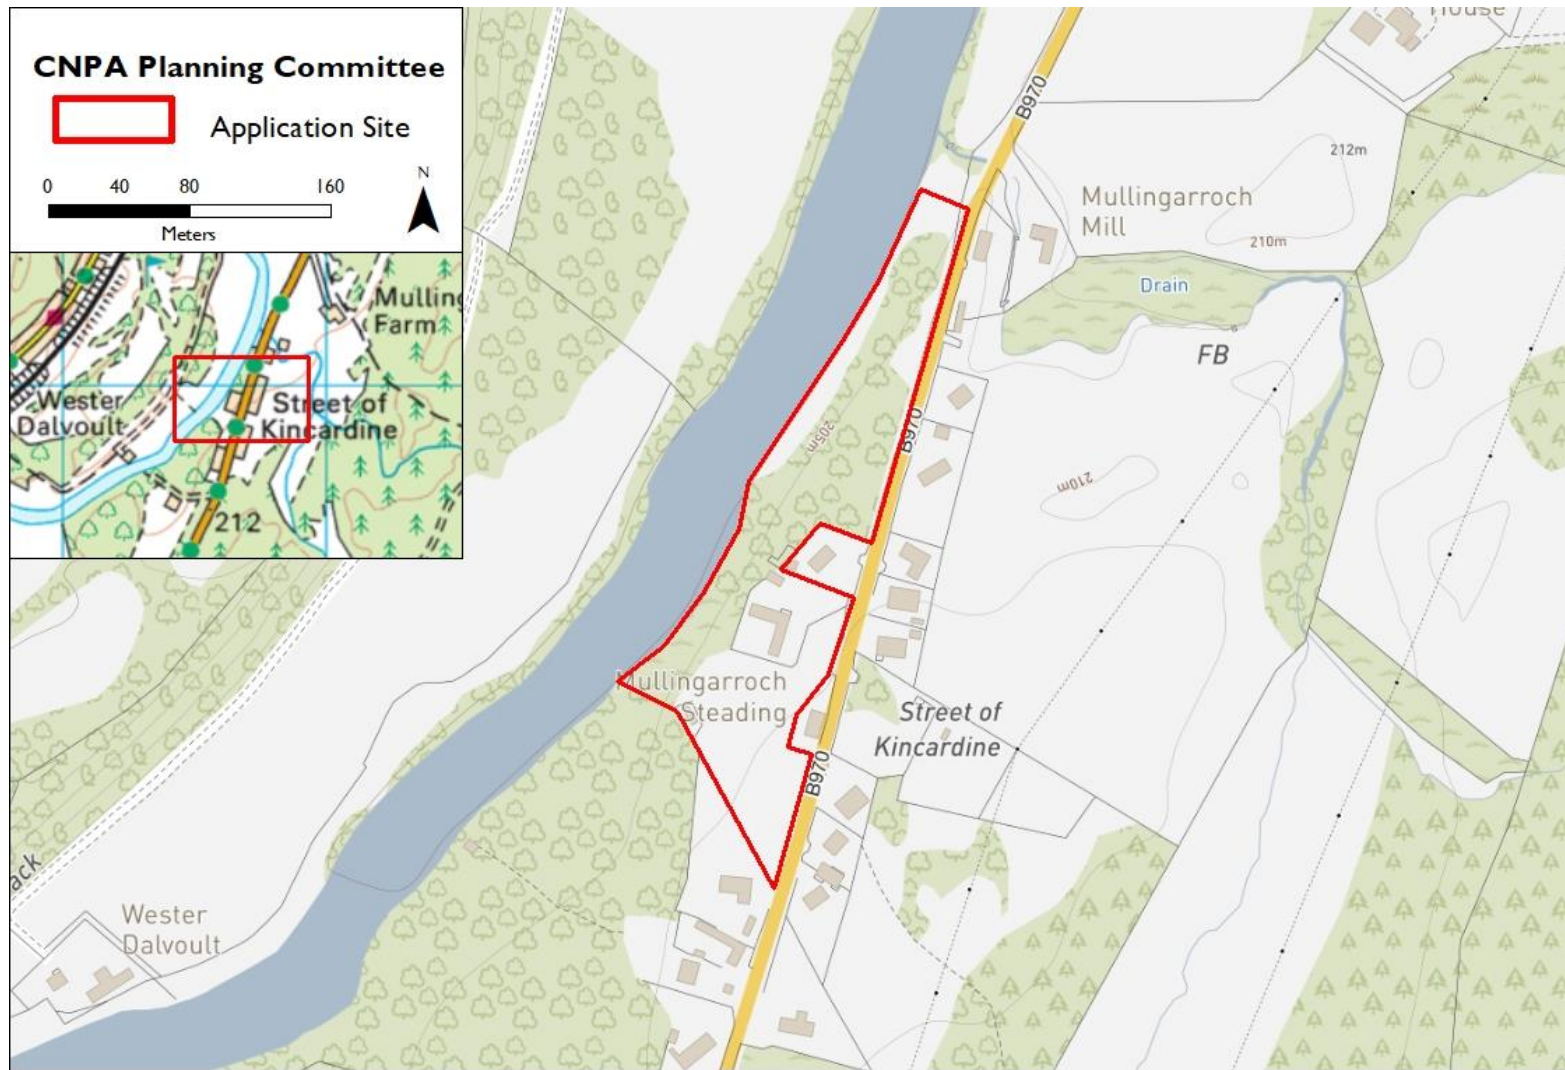 CNPA Planning Committee
Application Site
0 40 80 160
Meters
N
Mulling
Farm
Wester
Dalvoult
Street of
Kincardine
212
House
B970
212m
Mullingarroch
Mill
210m
Drain
FB
B970
205m
210m
Mullingarroch
Steading
Street of
Kincardine
B970
ack
Wester
Dalvoult